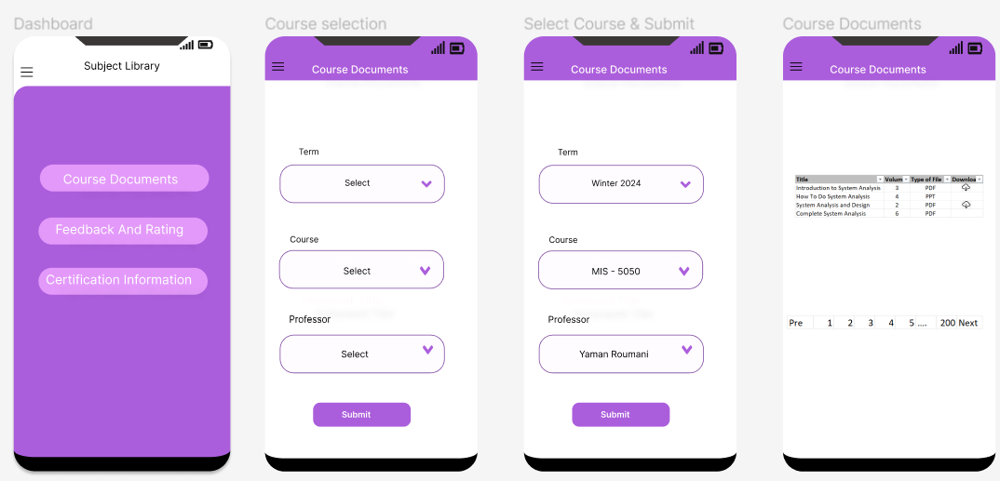 Dashboard
Subject Library
Course Documents
Feedback And Rating
Certification Information
Course selection
Course Documents
Term
Select
Course
Select
Professor
Select
Submit
Select Course & Submit
Course Documents
Term
Winter 2024
Course
MIS - 5050
Professor
Yaman Roumani
Submit
Course Documents
Course Documents
Title Volum Type of File Downloa
Introduction to System Analysis 3 PDF
How To Do System Analysis 4 PPT
System Analysis and Design 2 PDF
Complete System Analysis 6 PDF
Pre 1 2 3 4 5 .... 200 Next